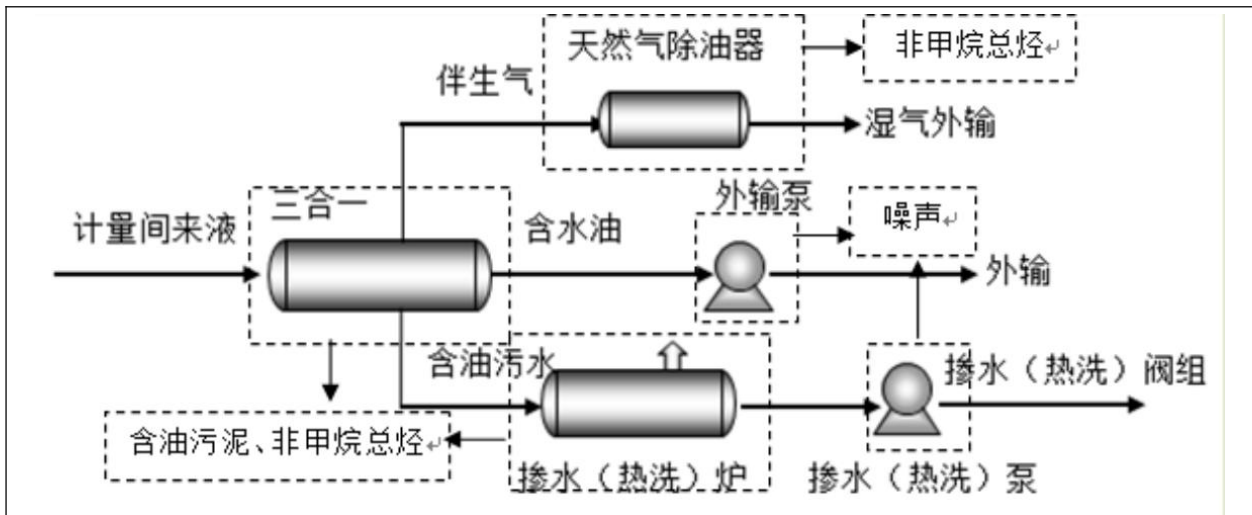 天然气除油器
非甲烷总烃↵
伴生气
湿气外输
三合一
外输泵
噪声↵
计量间来液
含水油
外输
含油污水
掺水（热洗）阀组
含油污泥、非甲烷总烃↵
掺水（热洗）炉
掺水（热洗）泵